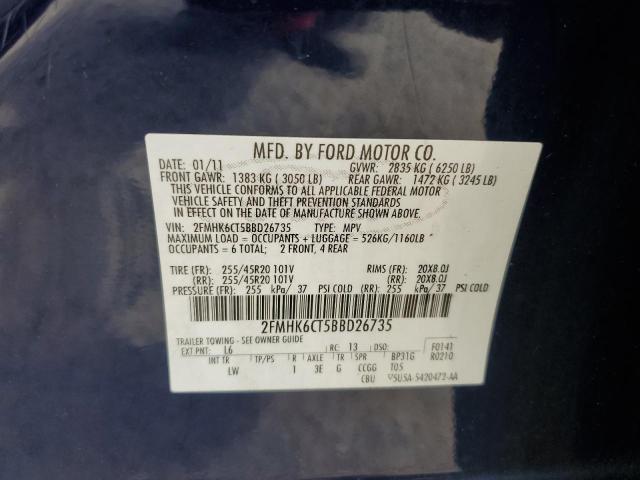 MFD. BY FORD MOTOR CO.
DATE: 01/11 GVWR: 2835 KG ( 6250 LB)
FRONT GAWR: 1383 KG ( 3050 LB) REAR GAWR: 1472 KG ( 3245 LB)
THIS VEHICLE CONFORMS TO ALL APPLICABLE FEDERAL MOTOR
VEHICLE SAFETY AND THEFT PREVENTION STANDARDS IN EFFECT
ON THE DATE OF MANUFACTURE SHOWN ABOVE.
VIN: 2FMHK6CT5BBD26735 TYPE: MPV
MAXIMUM LOAD = OCCUPANTS + LUGGAGE = 526KG/1160LB
OCCUPANTS = 6 TOTAL; 2 FRONT, 4 REAR
TIRE (FR): 255/45R20 101V RIMS (FR): 20X8.0J
(RR): 255/45R20 101V (RR): 20X8.0J
PRESSURE (FR): 255 kPa/ 37 PSI COLD (RR): 255 kPa/ 37 PSI COLD
2FMHK6CT5BBD26735
TRAILER TOWING - SEE OWNER GUIDE
EXT PNT: L6 RC: 13 DSO: F0141
INT TR TP/PS R AXLE TR SPR BP31G R0210
LW 1 3E G CCGG T05
CBU 5U5A-5420472-AA